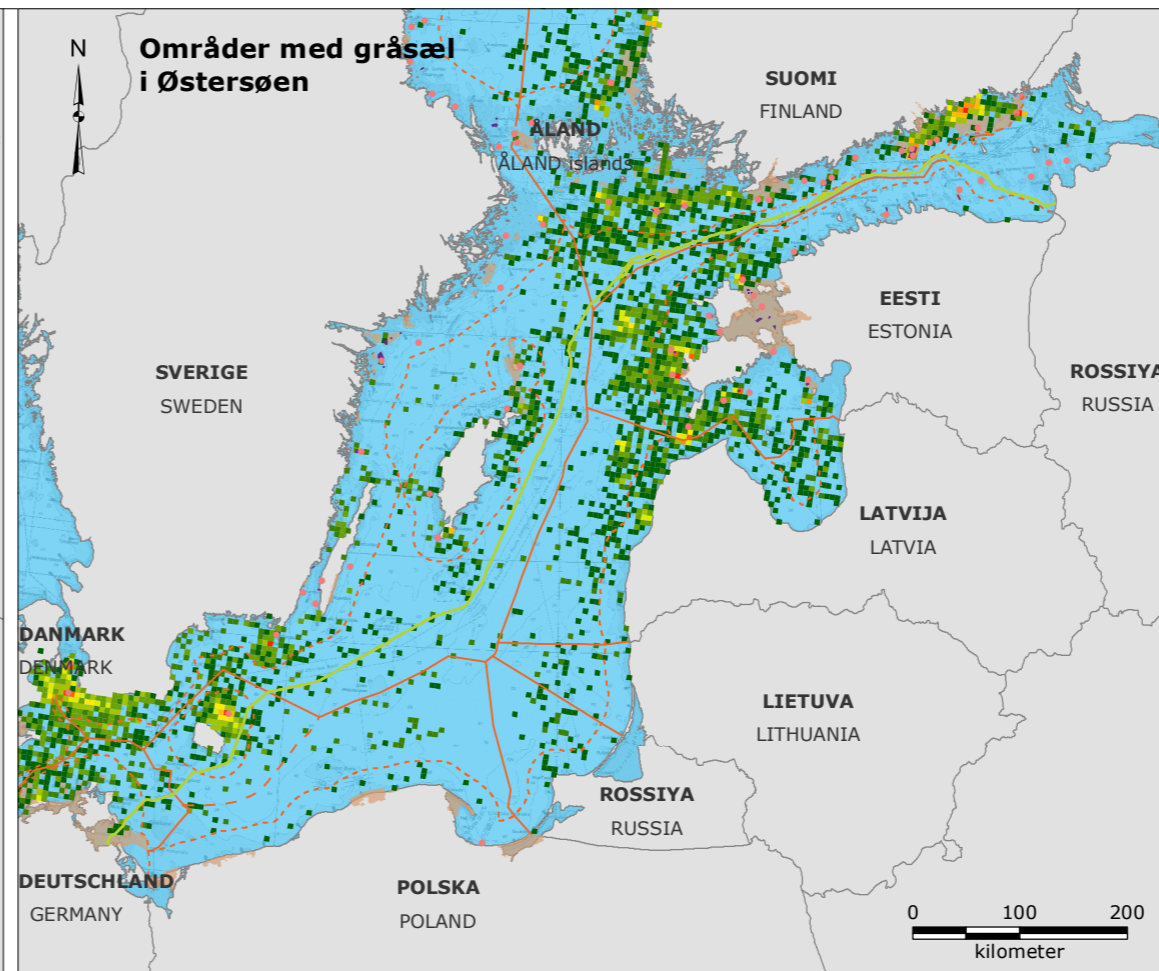 N
Områder med gråsæl
i Østersøen
SUOMI
FINLAND
ÅLAND
ÅLAND islands
EESTI
ESTONIA
ROSSIYA
RUSSIA
SVERIGE
SWEDEN
LATVIJA
LATVIA
DANMARK
DENMARK
LIETUVA
LITHUANIA
ROSSIYA
RUSSIA
DEUTSCHLAND
GERMANY
POLSKA
POLAND
0 100 200
kilometer